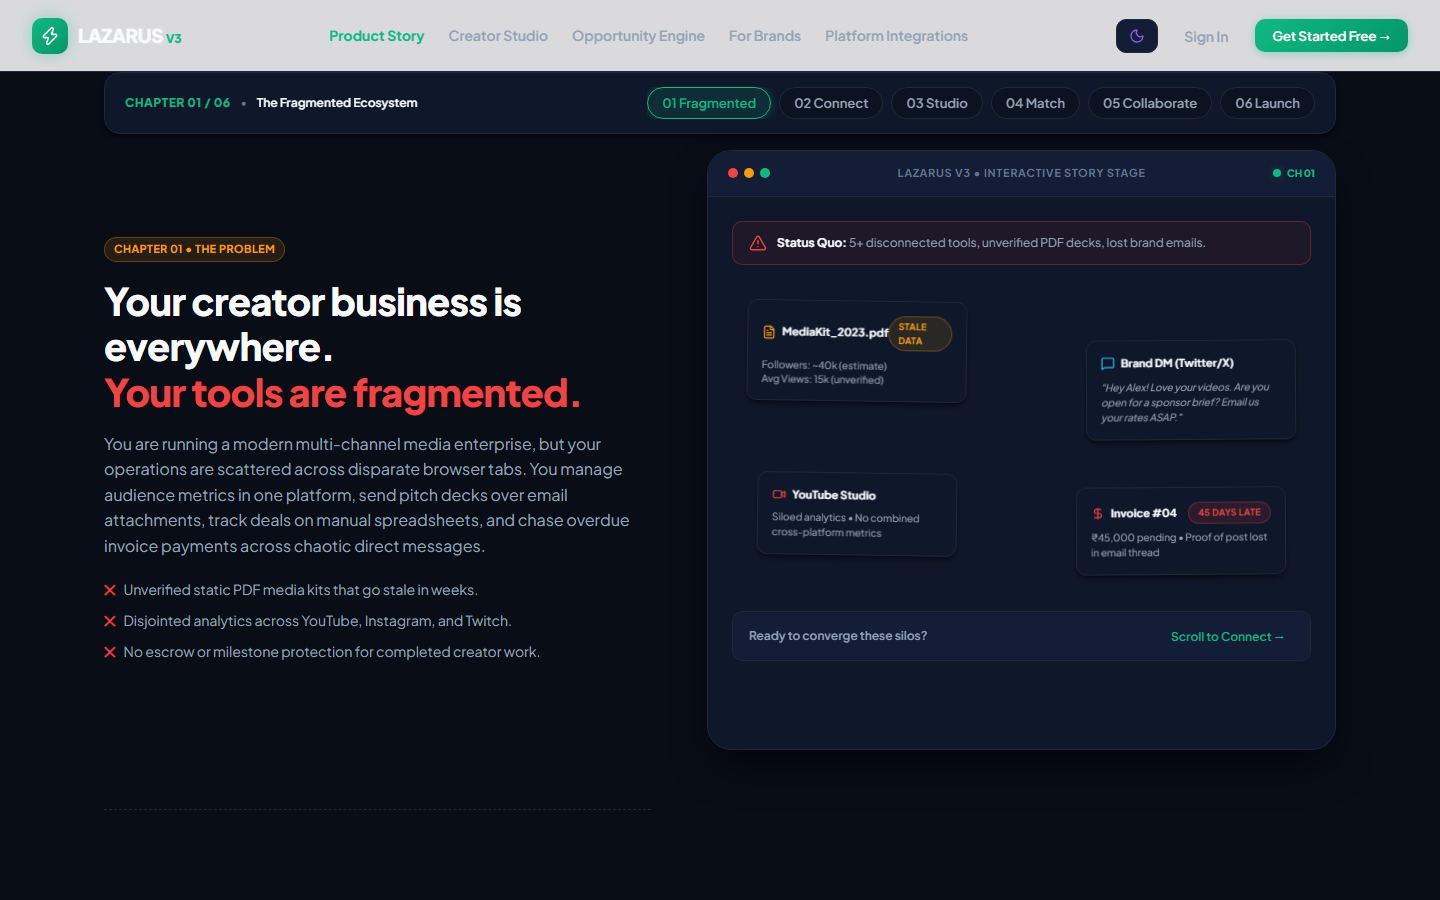 LAZARUS V3
Product Story
Creator Studio
Opportunity Engine
For Brands
Platform Integrations
Sign In
Get Started Free →
CHAPTER 01 / 06 • The Fragmented Ecosystem
01 Fragmented
02 Connect
03 Studio
04 Match
05 Collaborate
06 Launch
CHAPTER 01 • THE PROBLEM
Your creator business is
everywhere.
Your tools are fragmented.
You are running a modern multi-channel media enterprise, but your
operations are scattered across disparate browser tabs. You manage
audience metrics in one platform, send pitch decks over email
attachments, track deals on manual spreadsheets, and chase overdue
invoice payments across chaotic direct messages.
Unverified static PDF media kits that go stale in weeks.
Disjointed analytics across YouTube, Instagram, and Twitch.
No escrow or milestone protection for completed creator work.
LAZARUS V3 • INTERACTIVE STORY STAGE
CH 01
Status Quo: 5+ disconnected tools, unverified PDF decks, lost brand emails.
MediaKit_2023.pdf
STALE
DATA
Followers: ~40k (estimate)
Avg Views: 15k (unverified)
Brand DM (Twitter/X)
"Hey Alex! Love your videos. Are you
open for a sponsor brief? Email us
your rates ASAP."
YouTube Studio
Siloed analytics • No combined
cross-platform metrics
Invoice #04
45 DAYS LATE
₹45,000 pending • Proof of post lost
in email thread
Ready to converge these silos?
Scroll to Connect →